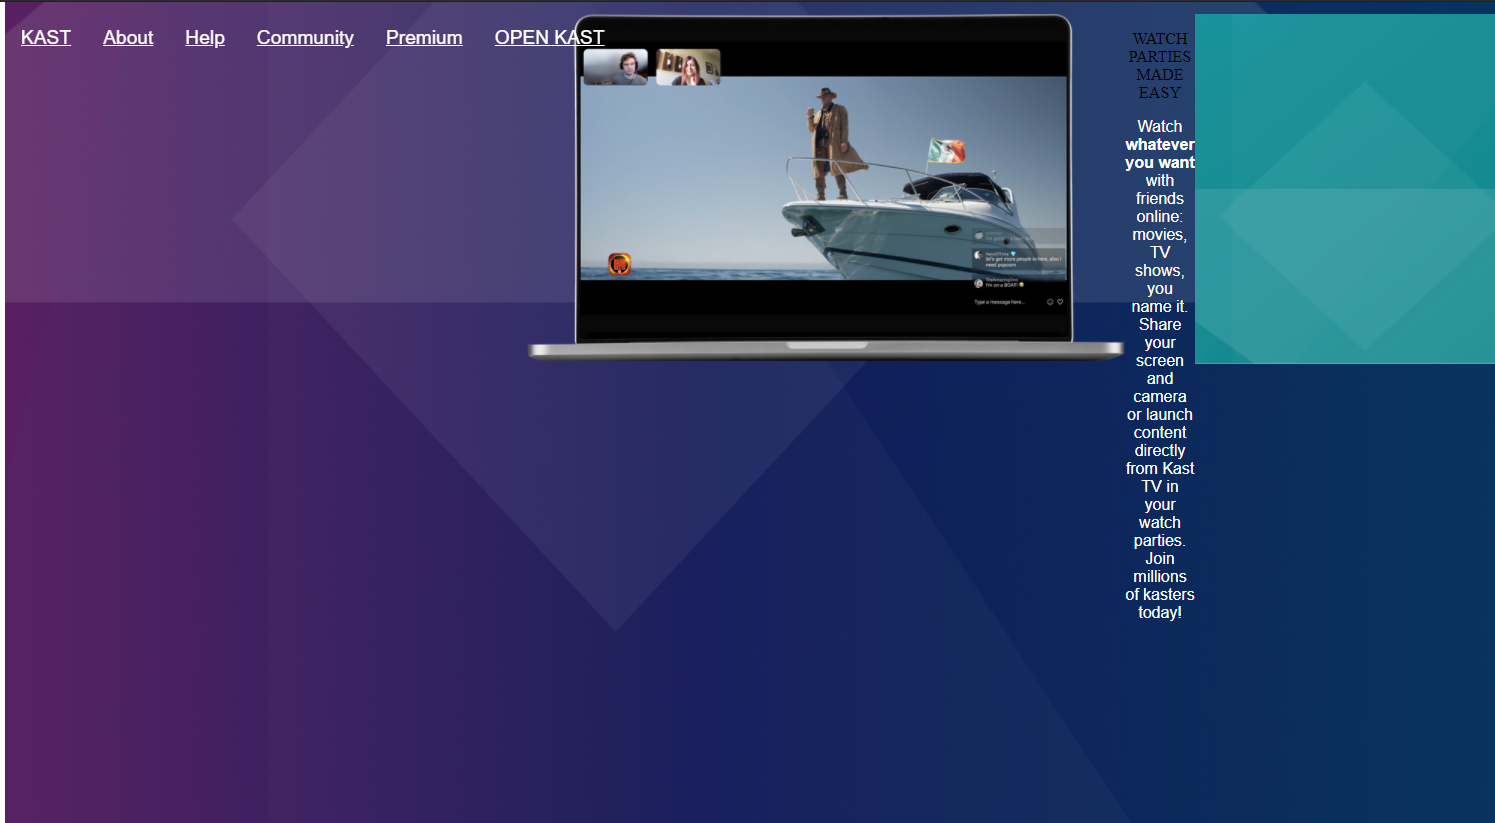 KAST About Help Community Premium OPEN KAST
WATCH
PARTIES
MADE
EASY
Watch
whatever
you want
with
friends
online:
movies,
TV
shows,
you
name it.
Share
your
screen
and
camera
or launch
content
directly
from Kast
TV in
your
watch
parties.
Join
millions
of kasters
today!
let's get more people in here, also I
need popcorn
I'm on a BOAT!
Type a message here...